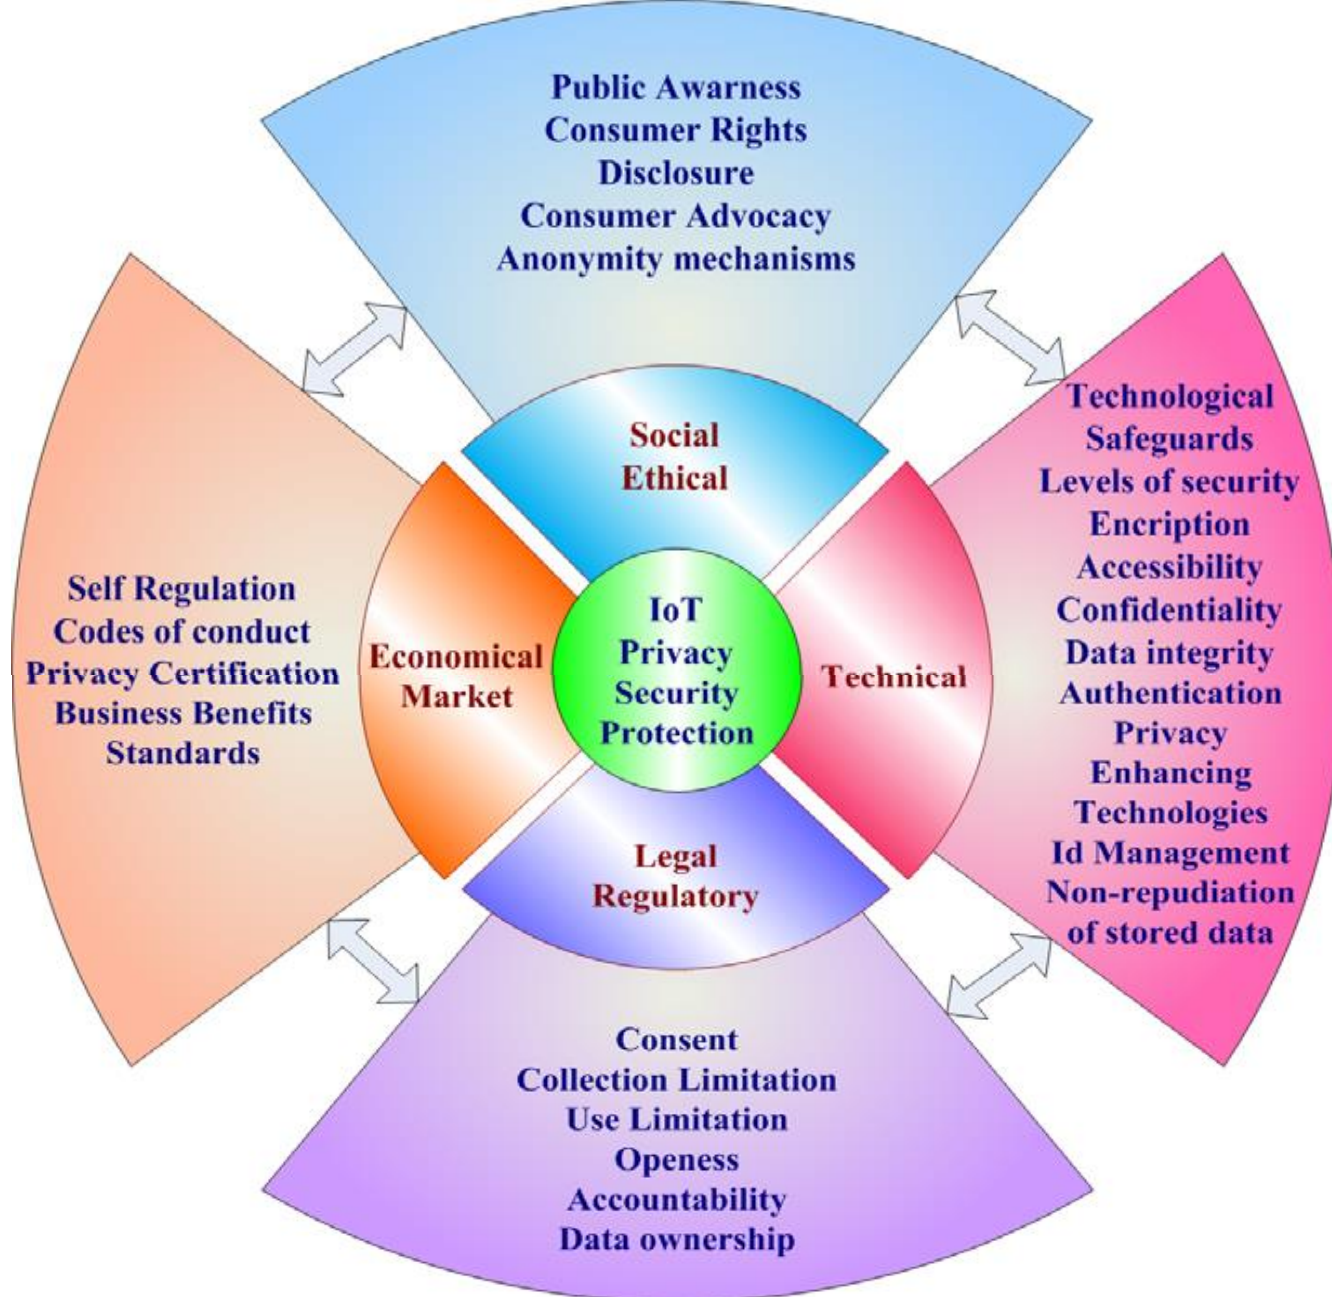 Public Awarness
Consumer Rights
Disclosure
Consumer Advocacy
Anonymity mechanisms
Social
Ethical
Technological
Safeguards
Levels of security
Encription
Accessibility
Confidentiality
Data integrity
Authentication
Privacy
Enhancing
Technologies
Id Management
Non-repudiation
of stored data
Technical
IoT
Privacy
Security
Protection
Economical
Market
Self Regulation
Codes of conduct
Privacy Certification
Business Benefits
Standards
Legal
Regulatory
Consent
Collection Limitation
Use Limitation
Openess
Accountability
Data ownership